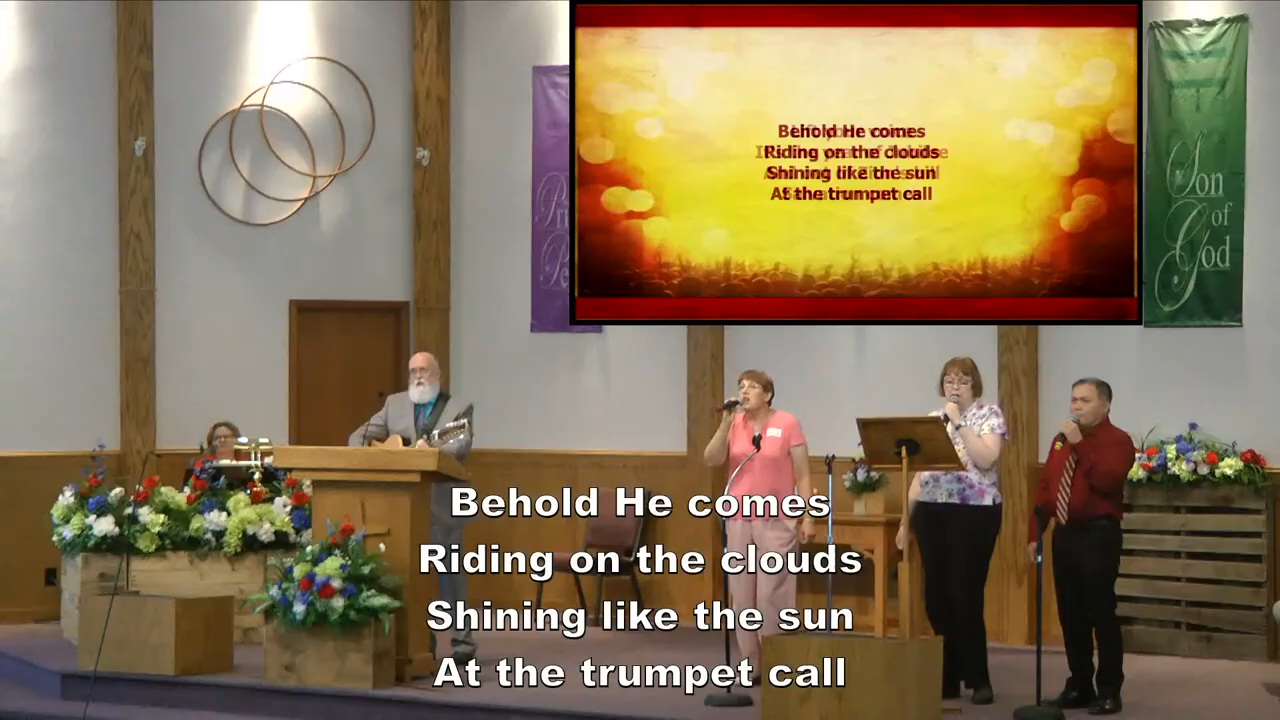 Behold He comes
Riding on the clouds
Shining like the sun
At the trumpet call
Son
of
God
Behold He comes
Riding on the clouds
Shining like the sun
At the trumpet call